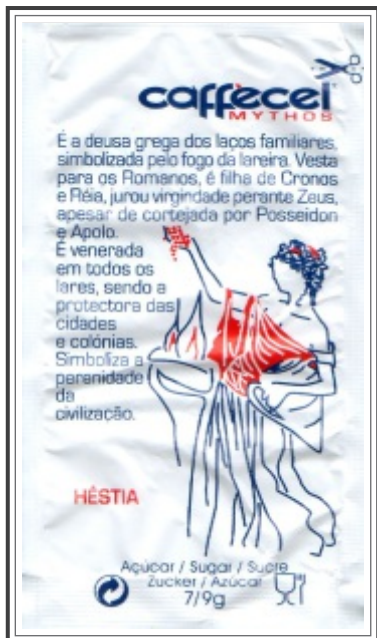 caffècel
MYTHOS
É a deusa grega dos laços familiares,
simbolizada pelo fogo da lareira. Vesta
para os Romanos, é filha de Cronos
e Réia, jurou virgindade perante Zeus,
apesar de cortejada por Posseidon
e Apolo.
É venerada
em todos os
lares, sendo a
protectora das
cidades
e colónias.
Simboliza a
perenidade
da
civilização.
HÊSTIA
Açúcar / Sugar / Sucre
Zucker / Azúcar
7/9g